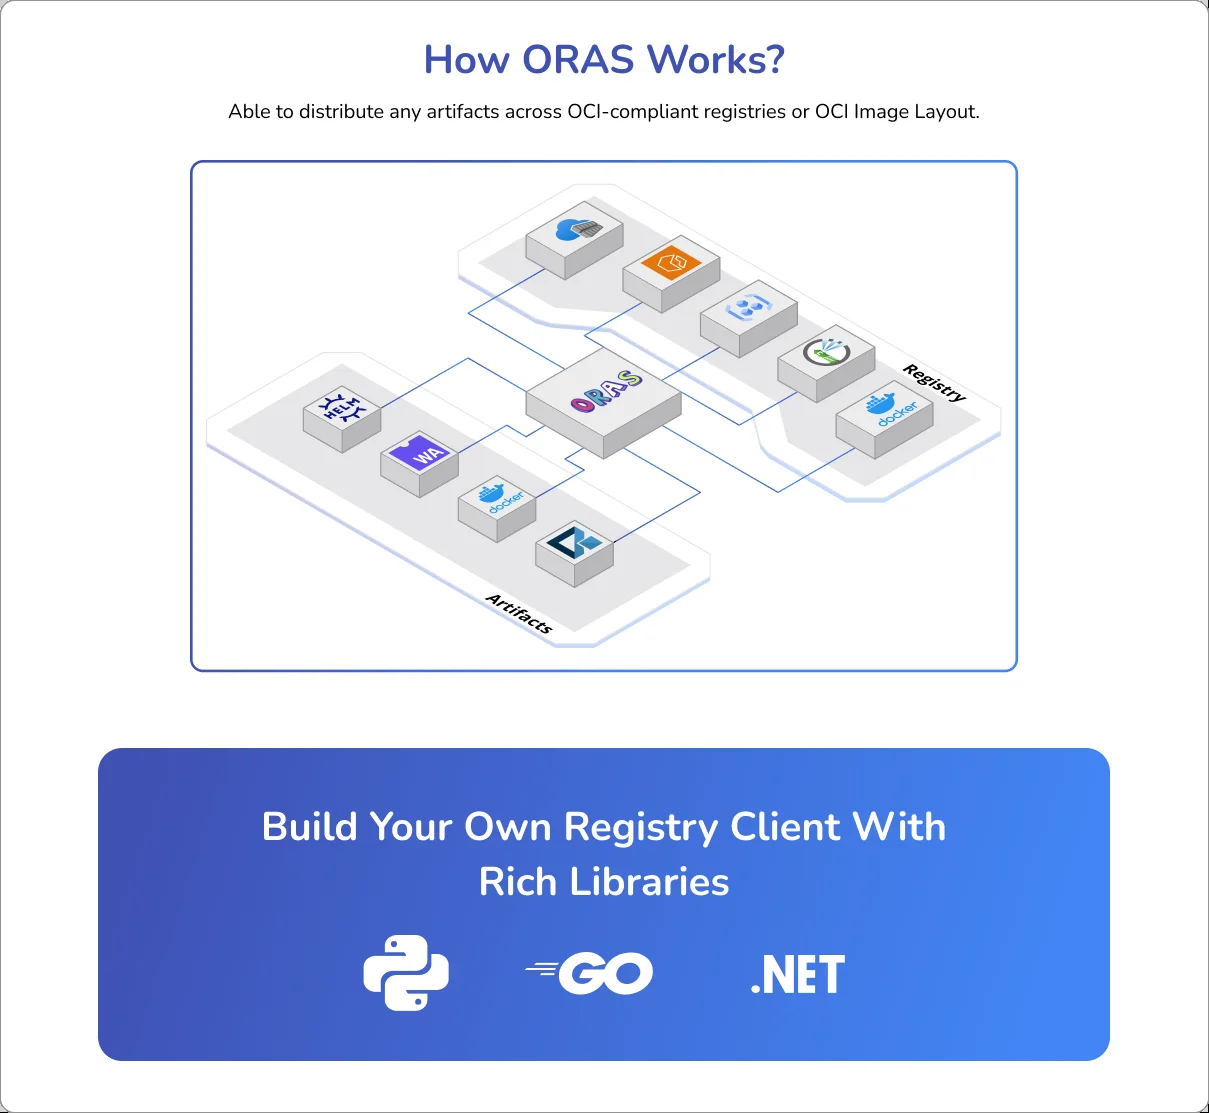 How ORAS Works?
Able to distribute any artifacts across OCI-compliant registries or OCI Image Layout.
Registry
docker
ORAS
HELM
WA
docker
Artifacts
Build Your Own Registry Client With
Rich Libraries
GO
.NET